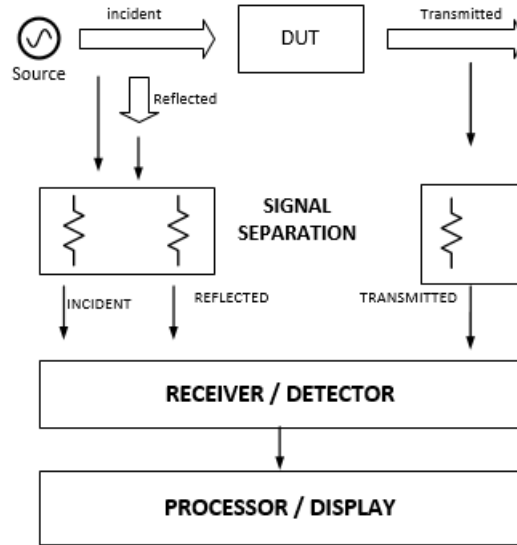 incident
Transmitted
DUT
Source
Reflected
SIGNAL
SEPARATION
INCIDENT
REFLECTED
TRANSMITTED
RECEIVER / DETECTOR
PROCESSOR / DISPLAY